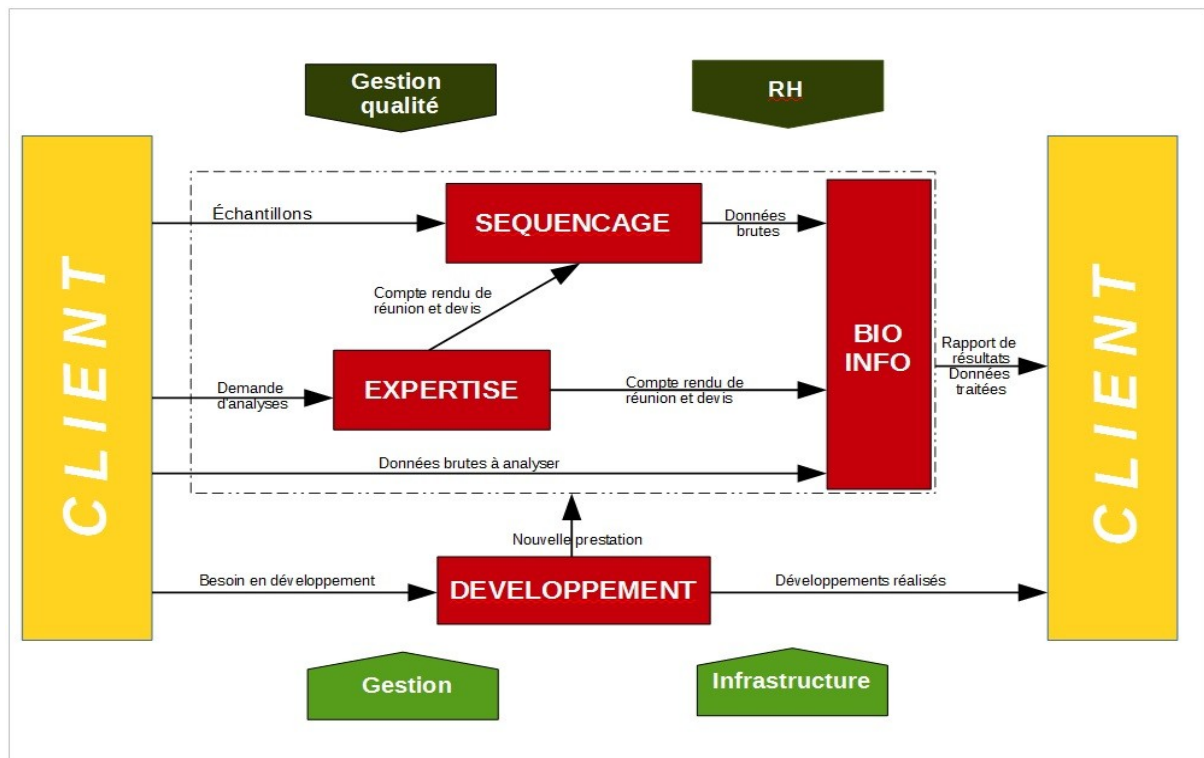 Gestion
qualité
RH
CLIENT
Échantillons
SEQUENCAGE
Données
brutes
Compte rendu de
réunion et devis
BIO
INFO
Rapport de
résultats
Données
traitées
Demande
d'analyses
EXPERTISE
Compte rendu de
réunion et devis
Données brutes à analyser
Nouvelle prestation
Besoin en développement
DEVELOPPEMENT
Développements réalisés
CLIENT
Gestion
Infrastructure